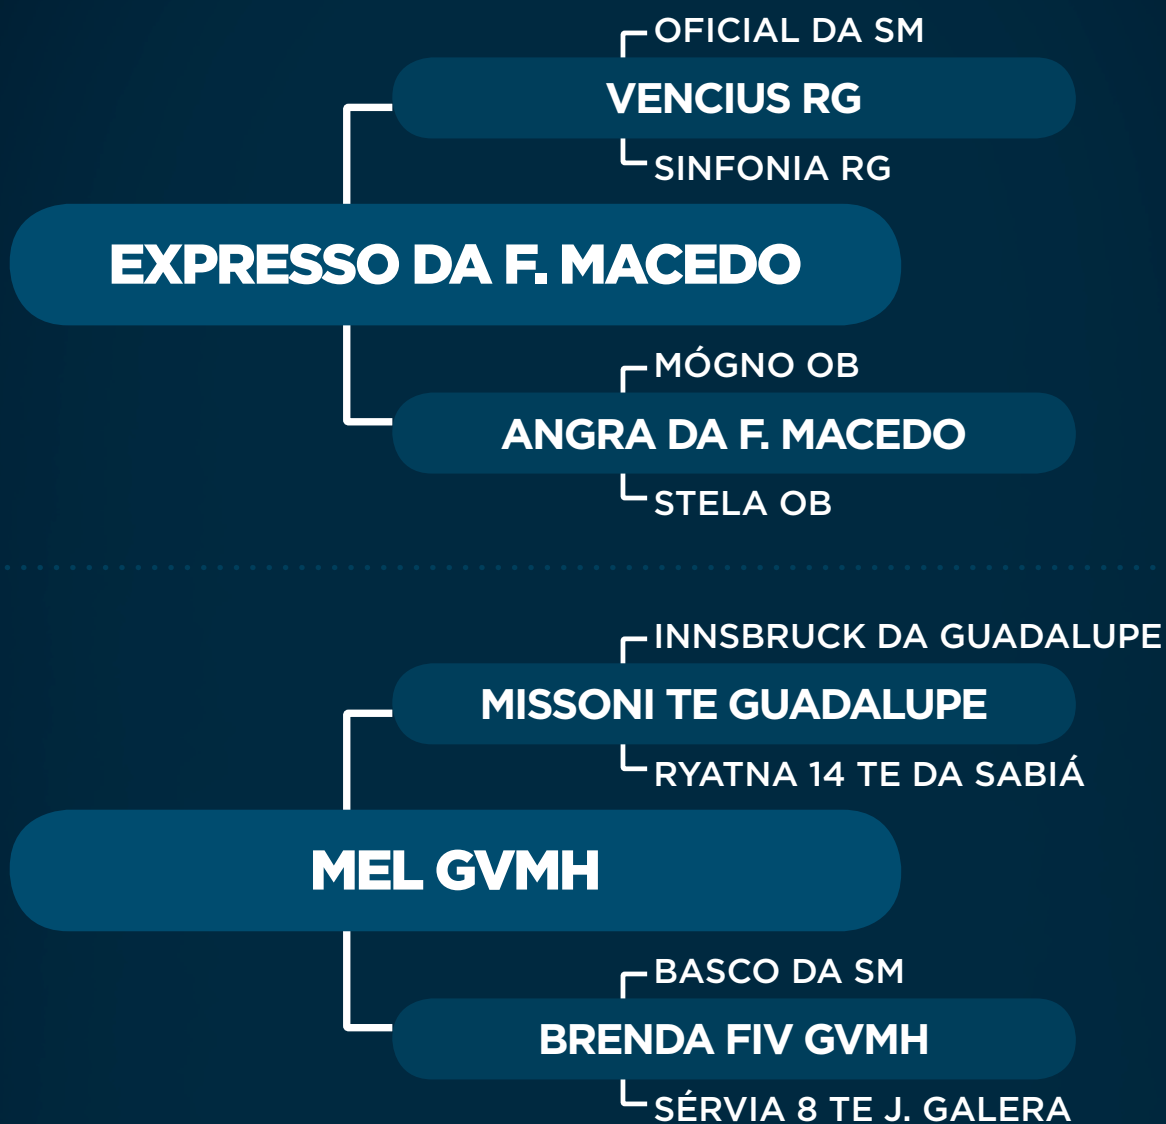 OFICIAL DA SM
VENCIUS RG
SINFONIA RG
EXPRESSO DA F. MACEDO
MÓGNO OB
ANGRA DA F. MACEDO
STELA OB
INNSBRUCK DA GUADALUPE
MISSONI TE GUADALUPE
RYATNA 14 TE DA SABIÁ
MEL GVMH
BASCO DA SM
BRENDA FIV GVMH
SÉRVIA 8 TE J. GALERA